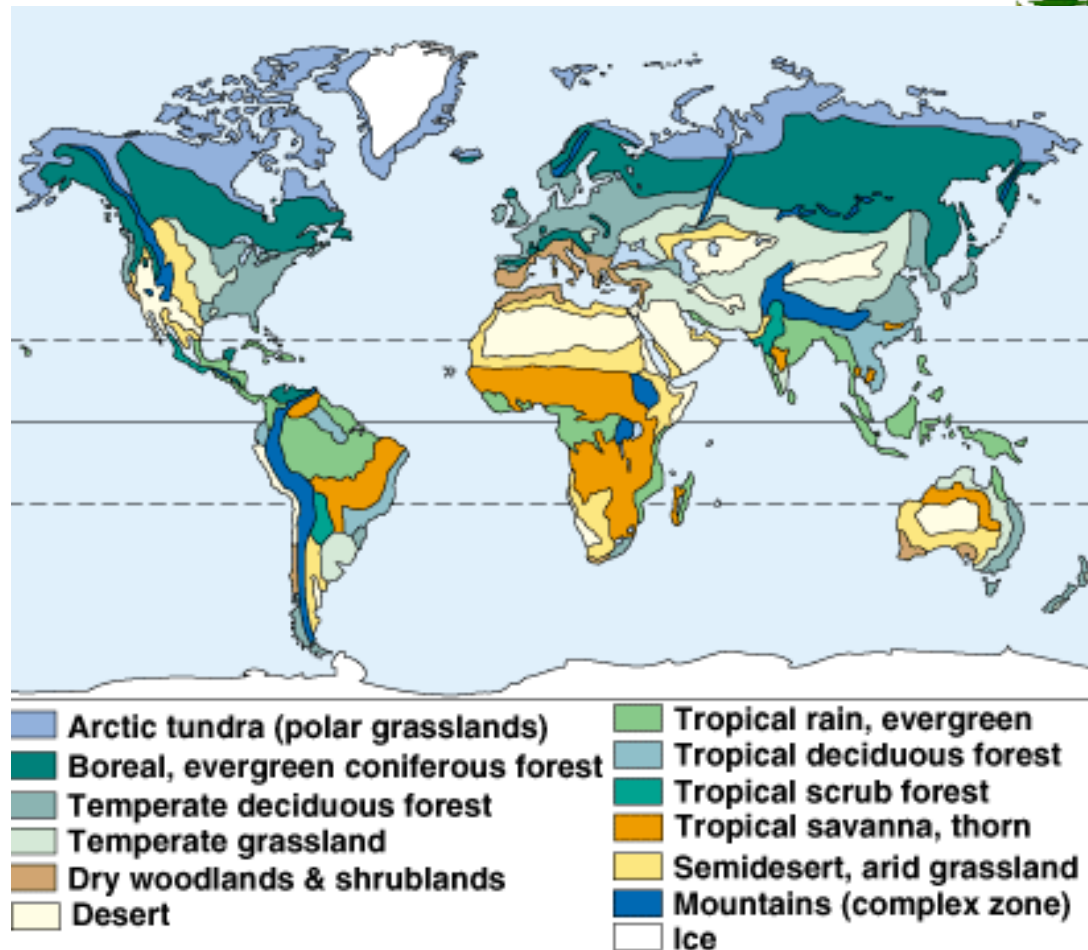 Arctic tundra (polar grasslands)
Boreal, evergreen coniferous forest
Temperate deciduous forest
Temperate grassland
Dry woodlands & shrublands
Desert
Tropical rain, evergreen
Tropical deciduous forest
Tropical scrub forest
Tropical savanna, thorn
Semidesert, arid grassland
Mountains (complex zone)
Ice